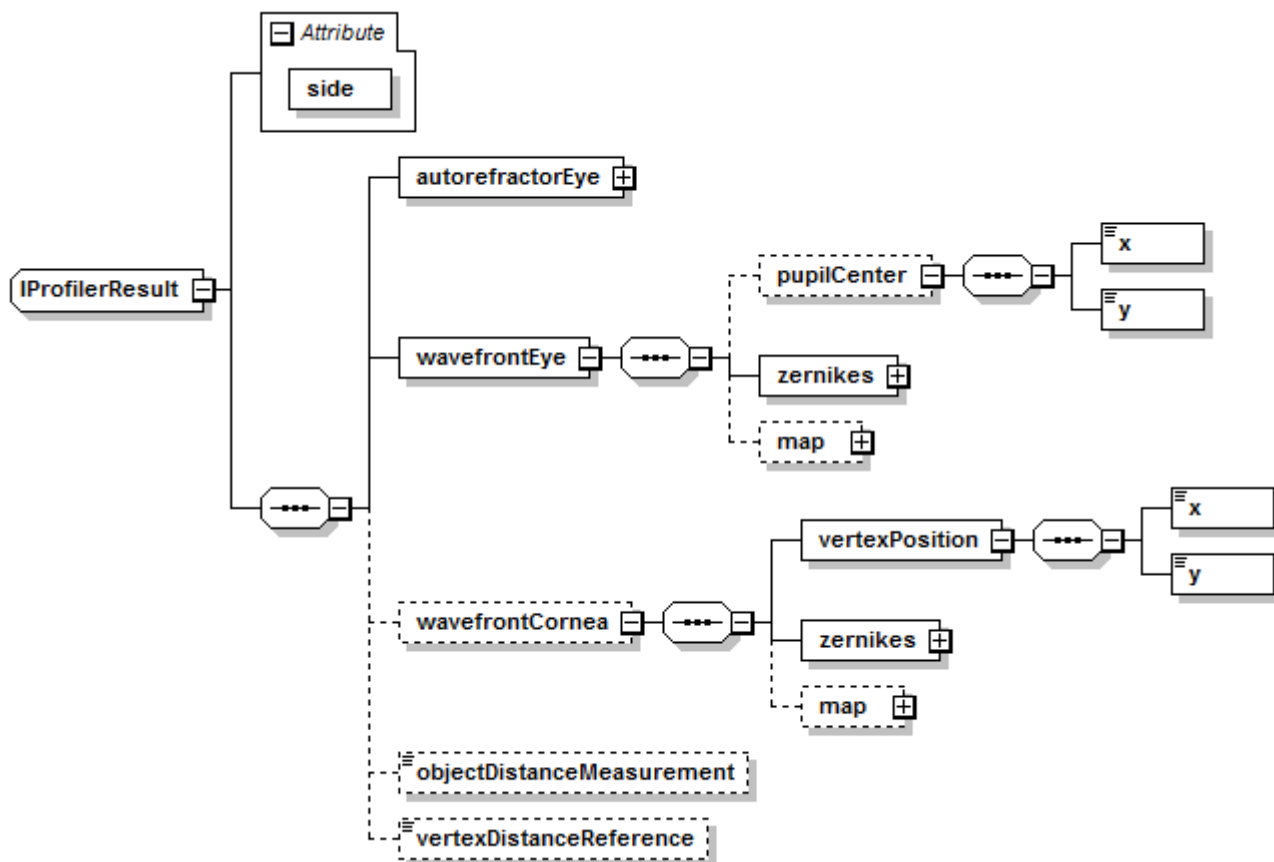 Attribute
side
autorefractorEye
IProfilerResult
pupilCenter
x
y
wavefrontEye
zernikes
map
vertexPosition
x
y
wavefrontCornea
zernikes
map
objectDistanceMeasurement
vertexDistanceReference